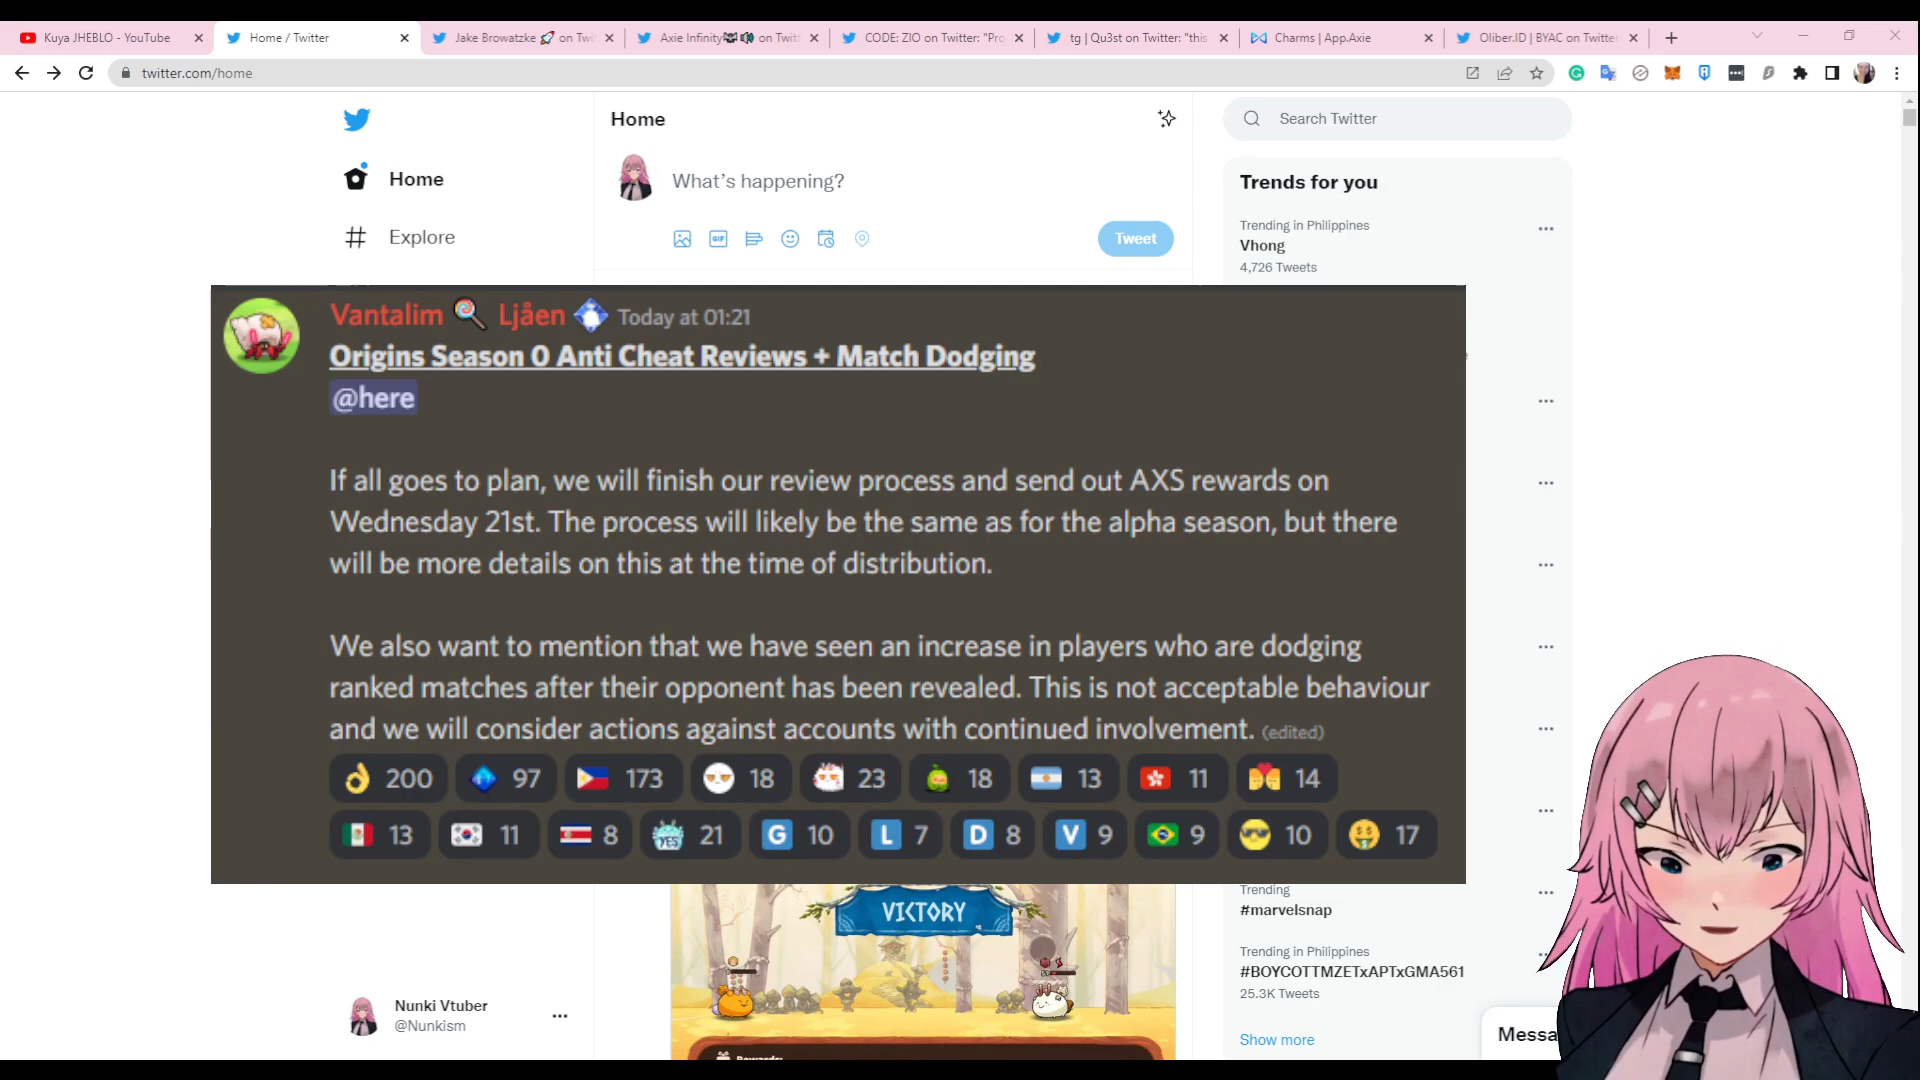 Kuya JHEBLO - YouTube
Home / Twitter
Jake Browatzke 🚀 on Twi
Axie Infinity on Twit
CODE: ZIO on Twitter: "Pro
tg | Qu3st on Twitter: "this
Charms | App.Axie
Oliber.ID | BYAC on Twitter
twitter.com/home
Home
Search Twitter
What's happening?
Home
Explore
GIF
Tweet
Trends for you
Trending in Philippines
Vhong
4,726 Tweets
Vantalim 🍭 Ljåen Today at 01:21
Origins Season 0 Anti Cheat Reviews + Match Dodging
@here
If all goes to plan, we will finish our review process and send out AXS rewards on
Wednesday 21st. The process will likely be the same as for the alpha season, but there
will be more details on this at the time of distribution.
We also want to mention that we have seen an increase in players who are dodging
ranked matches after their opponent has been revealed. This is not acceptable behaviour
and we will consider actions against accounts with continued involvement. (edited)
200 97 173 18 23 18 13 11 14
13 11 8 YES 21 G 10 L 7 D 8 V 9 9 10 17
VICTORY
Rewards:
Trending
#marvelsnap
Trending in Philippines
#BOYCOTTMZETxAPTxGMA561
25.3K Tweets
Show more
Nunki Vtuber
@Nunkism
Messa